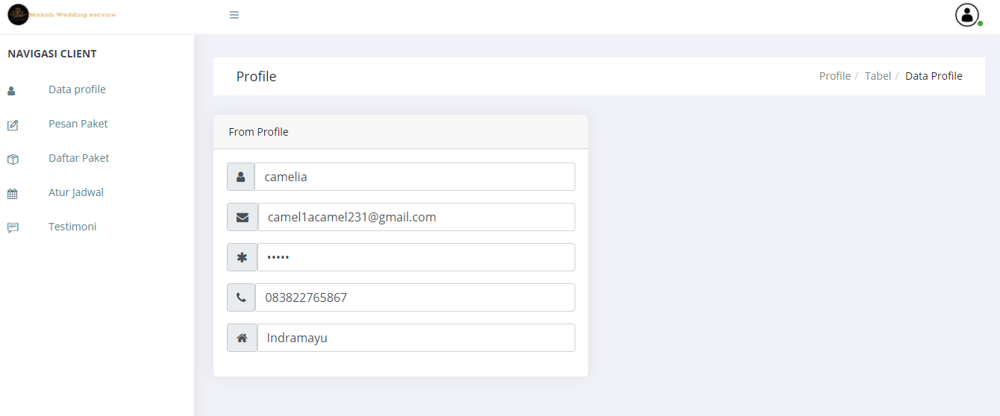 Makah Wedding service
NAVIGASI CLIENT
Data profile
Pesan Paket
Daftar Paket
Atur Jadwal
Testimoni
Profile
Profile / Tabel / Data Profile
From Profile
camelia
camel1acamel231@gmail.com
•••••
083822765867
Indramayu